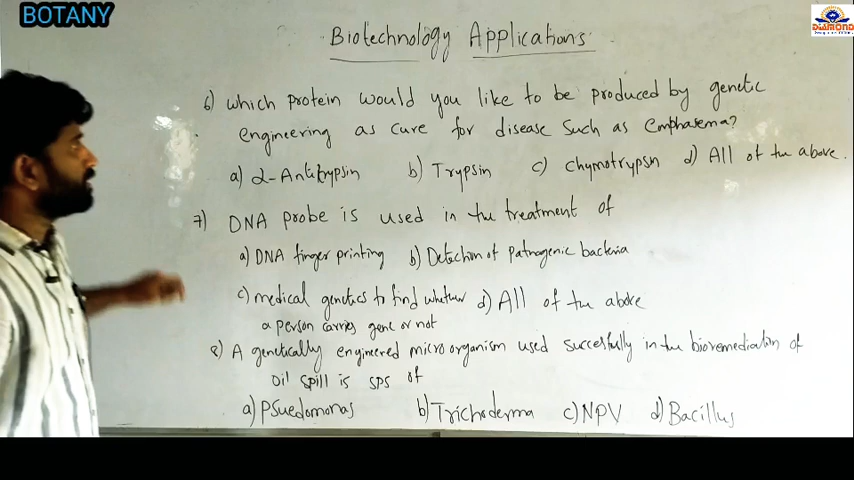 BOTANY
DIAMOND
Biotechnology Applications
6) which protein would you like to be produced by genetic
engineering as cure for disease such as emphasema?
a) α-Antitrypsin b) Trypsin c) chymotrypsin d) All of the above.
7) DNA probe is used in the treatment of
a) DNA finger printing b) Detection of pathogenic bacteria
c) medical genetics to find whether d) All of the above
a person carries gene or not
8) A genetically engineered micro organism used succesfully in the bioremediation of
oil spill is sps of
a) Psuedomonas b) Trichoderma c) NPV d) Bacillus